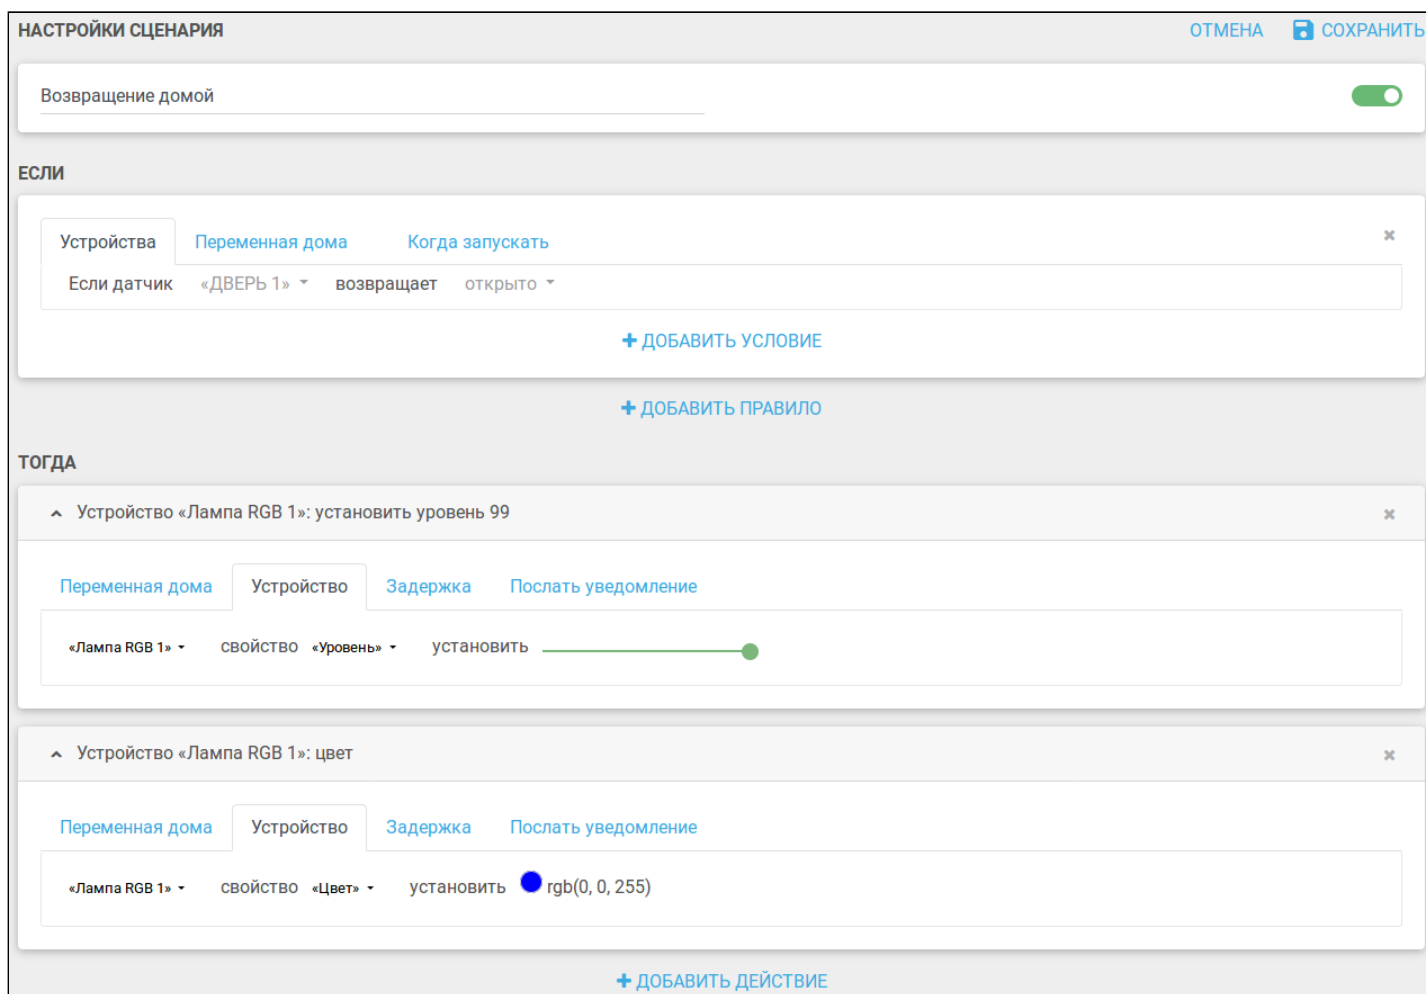 НАСТРОЙКИ СЦЕНАРИЯ ОТМЕНА СОХРАНИТЬ
Возвращение домой
ЕСЛИ
Устройства Переменная дома Когда запускать
Если датчик «ДВЕРЬ 1» возвращает открыто
+ ДОБАВИТЬ УСЛОВИЕ
+ ДОБАВИТЬ ПРАВИЛО
ТОГДА
Устройство «Лампа RGB 1»: установить уровень 99
Переменная дома Устройство Задержка Послать уведомление
«Лампа RGB 1» свойство «Уровень» установить
Устройство «Лампа RGB 1»: цвет
Переменная дома Устройство Задержка Послать уведомление
«Лампа RGB 1» свойство «Цвет» установить rgb(0, 0, 255)
+ ДОБАВИТЬ ДЕЙСТВИЕ